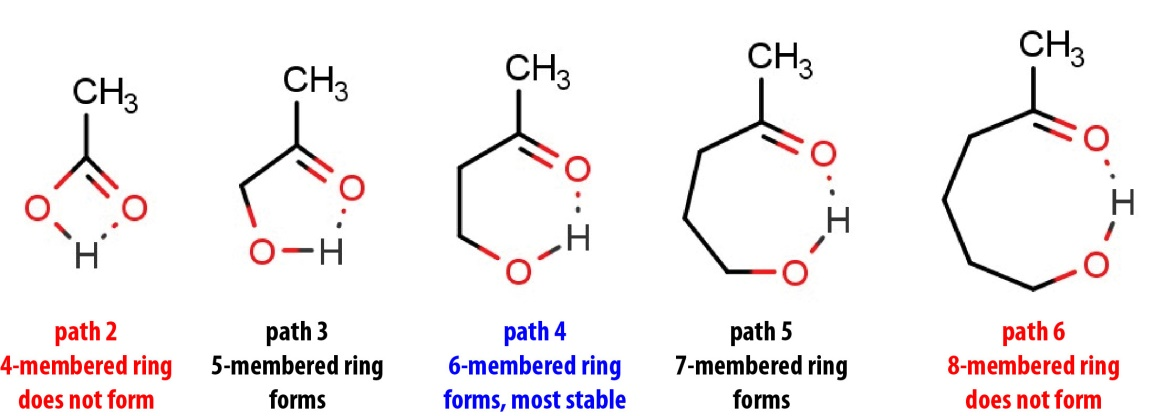 CH3
O O
H
path 2
4-membered ring
does not form
CH3
O
O H
path 3
5-membered ring
forms
CH3
O
H
O
path 4
6-membered ring
forms, most stable
CH3
O
H
O
path 5
7-membered ring
forms
CH3
O
H
O
path 6
8-membered ring
does not form